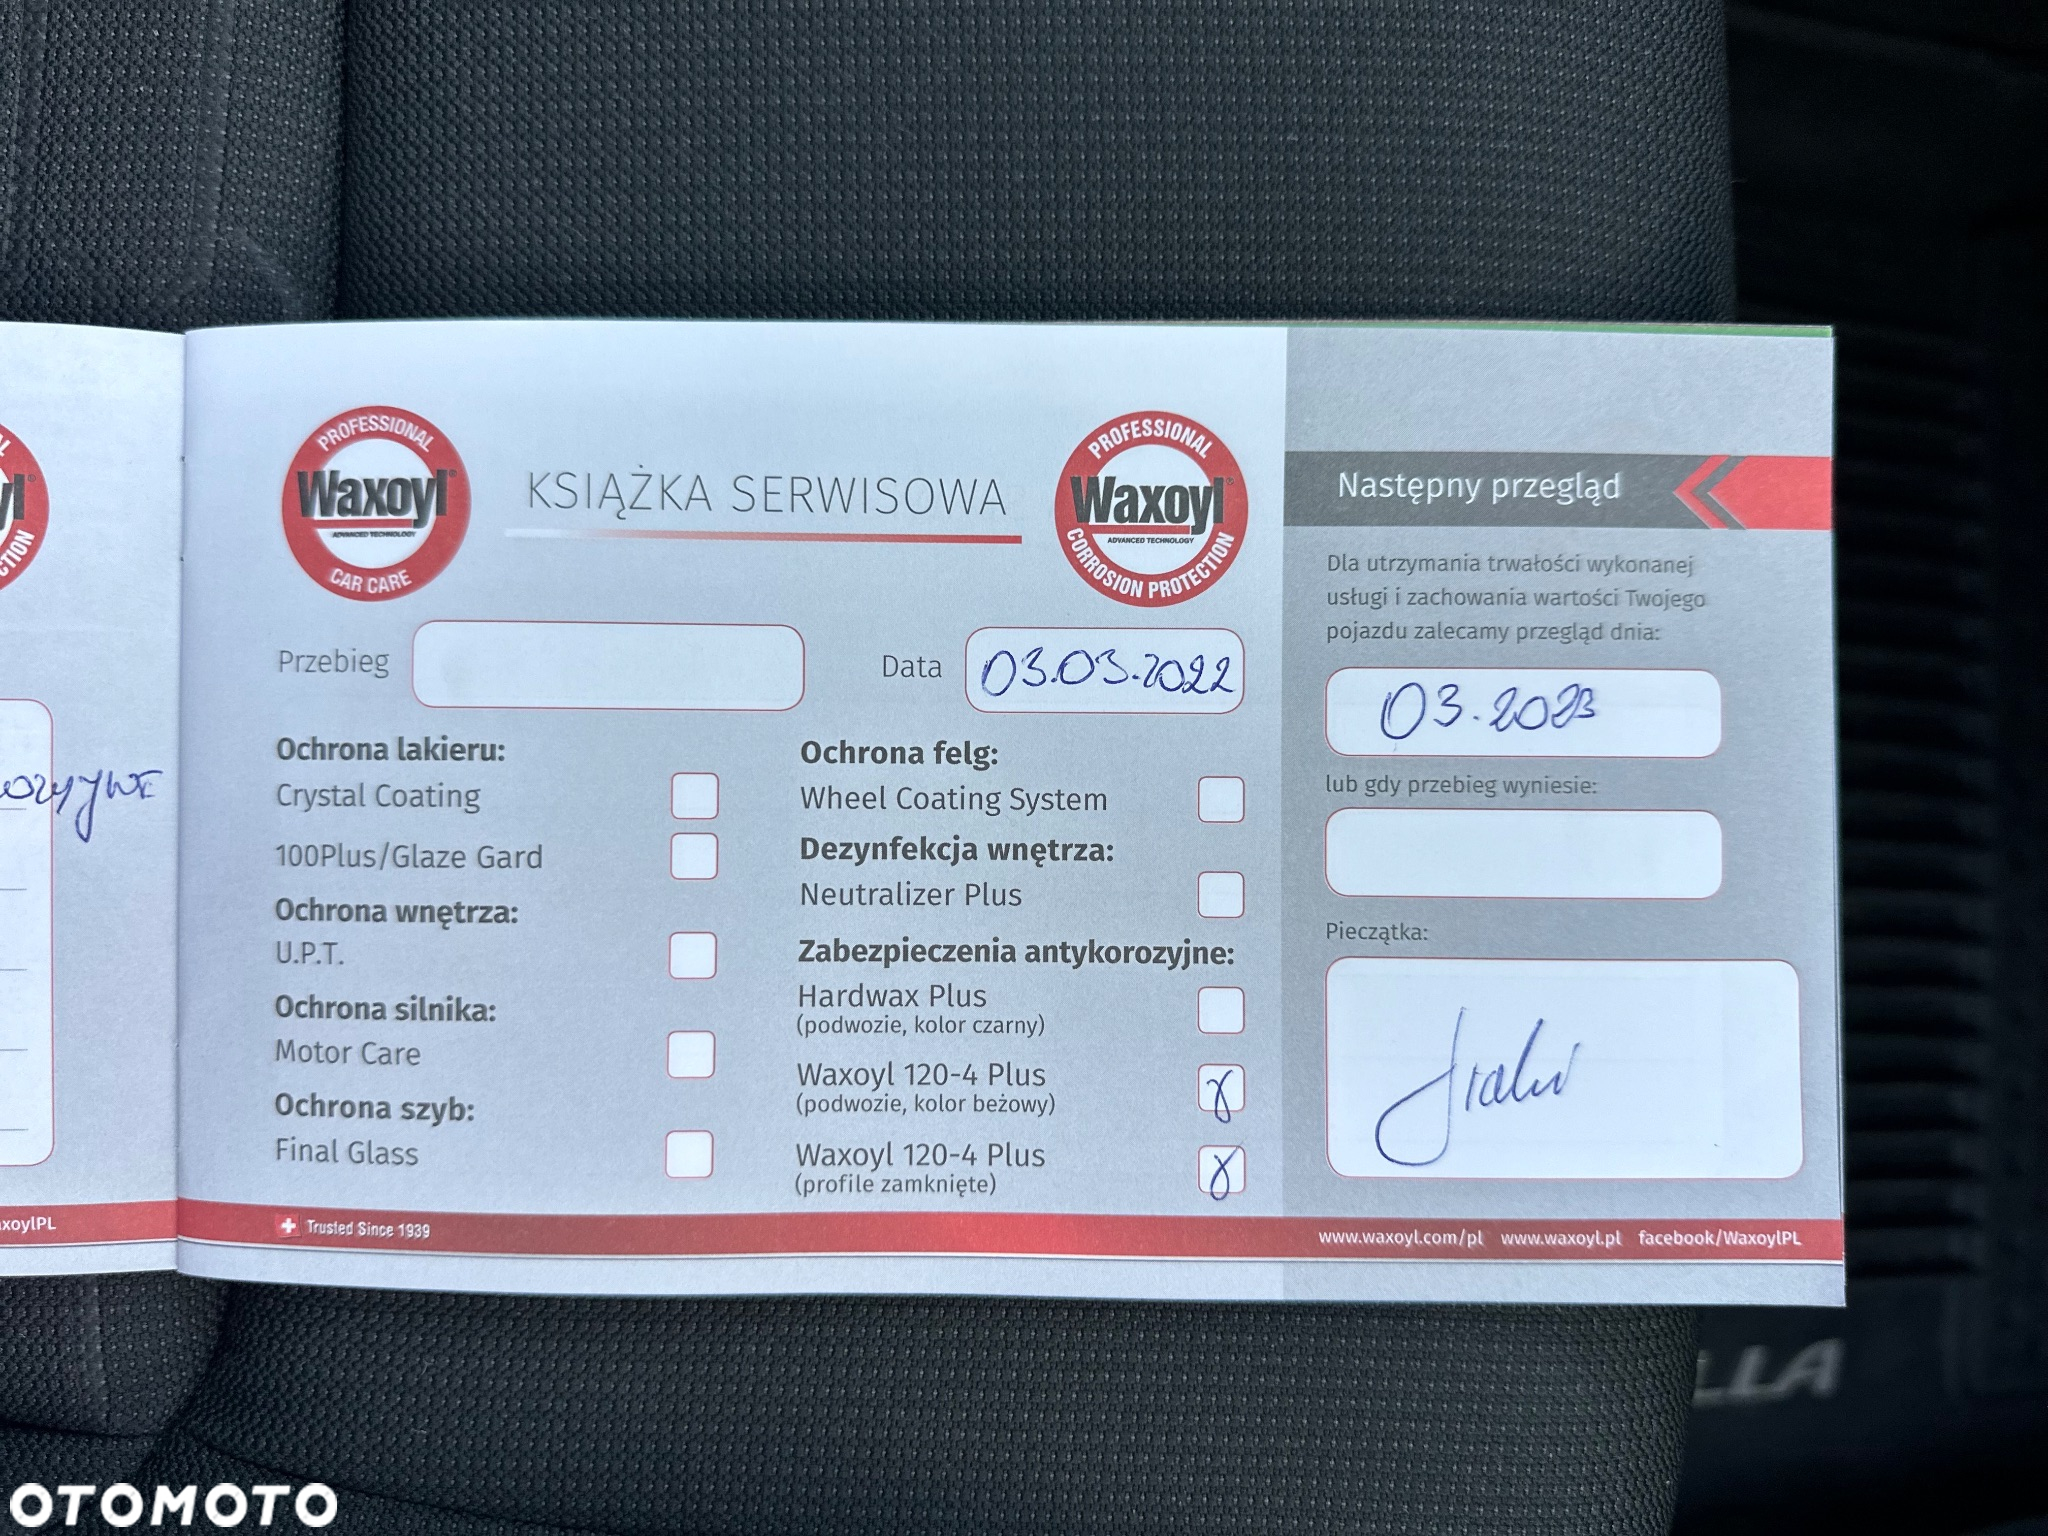 PROFESSIONAL
Waxoyl®
ADVANCED TECHNOLOGY
CAR CARE
KSIĄŻKA SERWISOWA
PROFESSIONAL
Waxoyl®
ADVANCED TECHNOLOGY
CORROSION PROTECTION
Przebieg
Data 03.03.2022
Ochrona lakieru:
Crystal Coating
100Plus/Glaze Gard
Ochrona wnętrza:
U.P.T.
Ochrona silnika:
Motor Care
Ochrona szyb:
Final Glass
Ochrona felg:
Wheel Coating System
Dezynfekcja wnętrza:
Neutralizer Plus
Zabezpieczenia antykorozyjne:
Hardwax Plus
(podwozie, kolor czarny)
Waxoyl 120-4 Plus
(podwozie, kolor beżowy)
Waxoyl 120-4 Plus
(profile zamknięte)
Następny przegląd
Dla utrzymania trwałości wykonanej
usługi i zachowania wartości Twojego
pojazdu zalecamy przegląd dnia:
03.2023
lub gdy przebieg wyniesie:
Pieczątka:
Trusted Since 1939
www.waxoyl.com/pl www.waxoyl.pl facebook/WaxoylPL
OTOMOTO